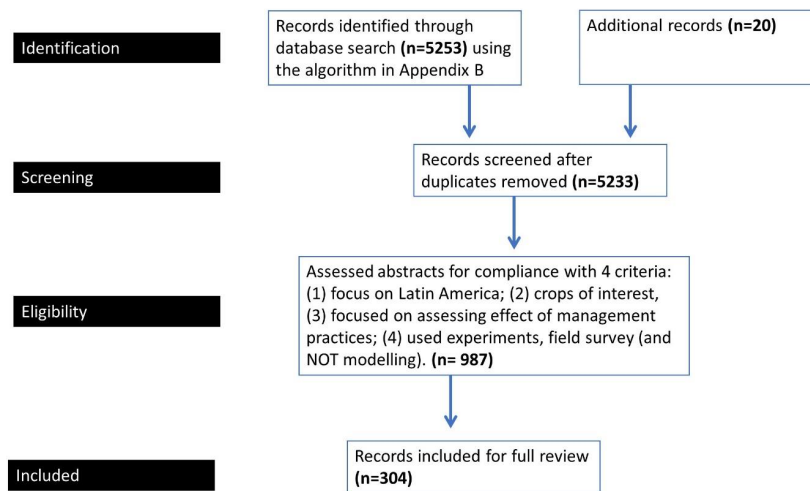 Identification
Records identified through
database search (n=5253) using
the algorithm in Appendix B
Additional records (n=20)
Screening
Records screened after
duplicates removed (n=5233)
Eligibility
Assessed abstracts for compliance with 4 criteria:
(1) focus on Latin America; (2) crops of interest,
(3) focused on assessing effect of management
practices; (4) used experiments, field survey (and
NOT modelling). (n= 987)
Included
Records included for full review
(n=304)